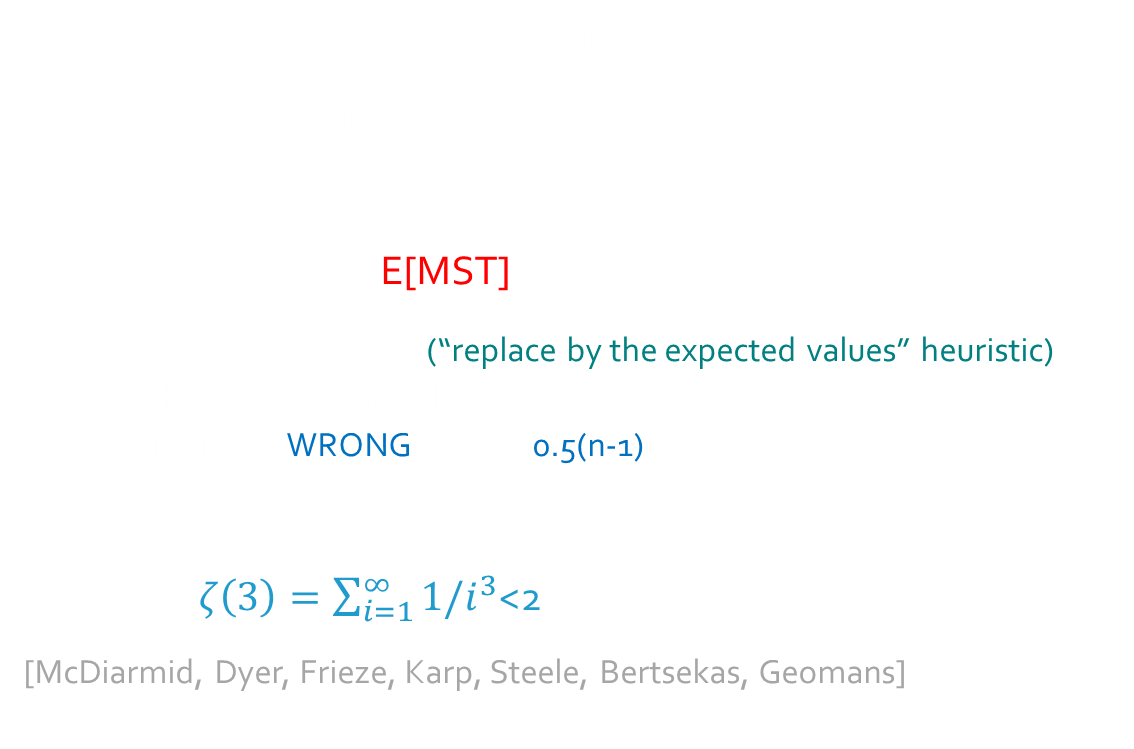 E[MST]
(“replace by the expected values” heuristic)
WRONG 0.5(n-1)
ζ(3) = ∑_{i=1}^{∞} 1/i³<2
[McDiarmid, Dyer, Frieze, Karp, Steele, Bertsekas, Geomans]